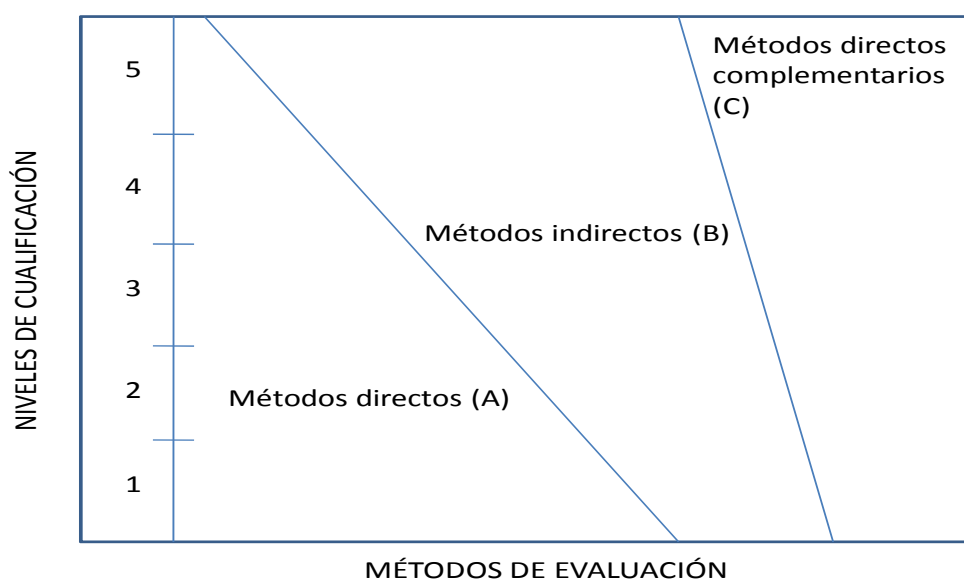 NIVELES DE CUALIFICACIÓN
5
4
3
2
1
Métodos directos
complementarios
(C)
Métodos indirectos (B)
Métodos directos (A)
MÉTODOS DE EVALUACIÓN